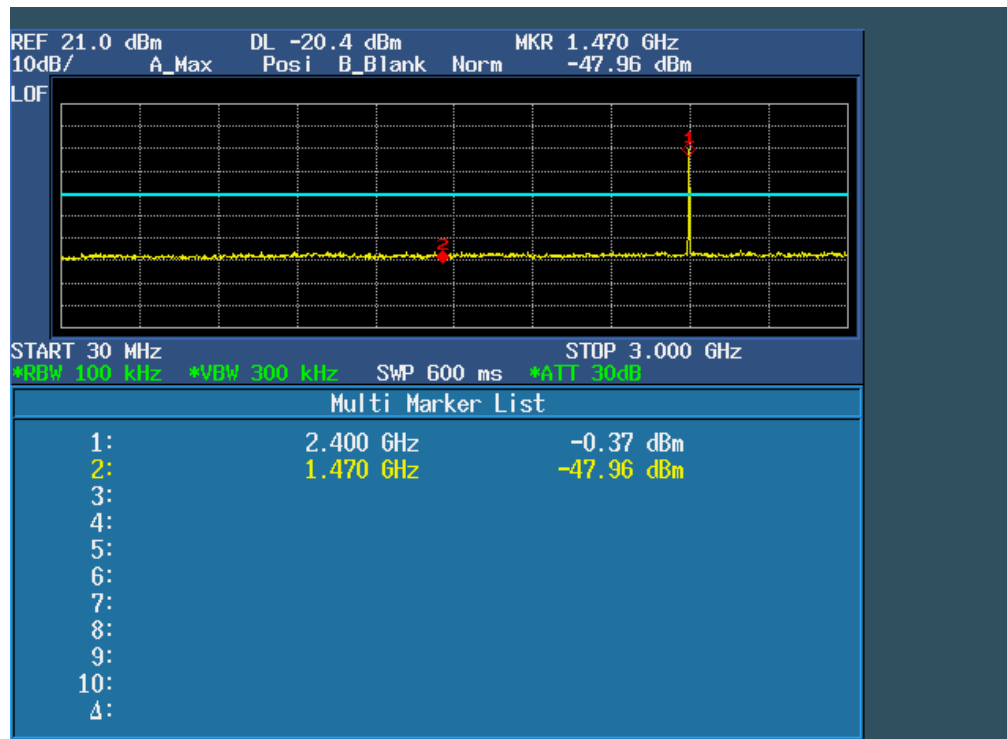 REF 21.0 dBm DL -20.4 dBm MKR 1.470 GHz
10dB/ A_Max Posi B_Blank Norm -47.96 dBm
LOF
1
2
START 30 MHz STOP 3.000 GHz
*RBW 100 kHz *VBW 300 kHz SWP 600 ms *ATT 30dB
Multi Marker List
1: 2.400 GHz -0.37 dBm
2: 1.470 GHz -47.96 dBm
3:
4:
5:
6:
7:
8:
9:
10:
Δ: